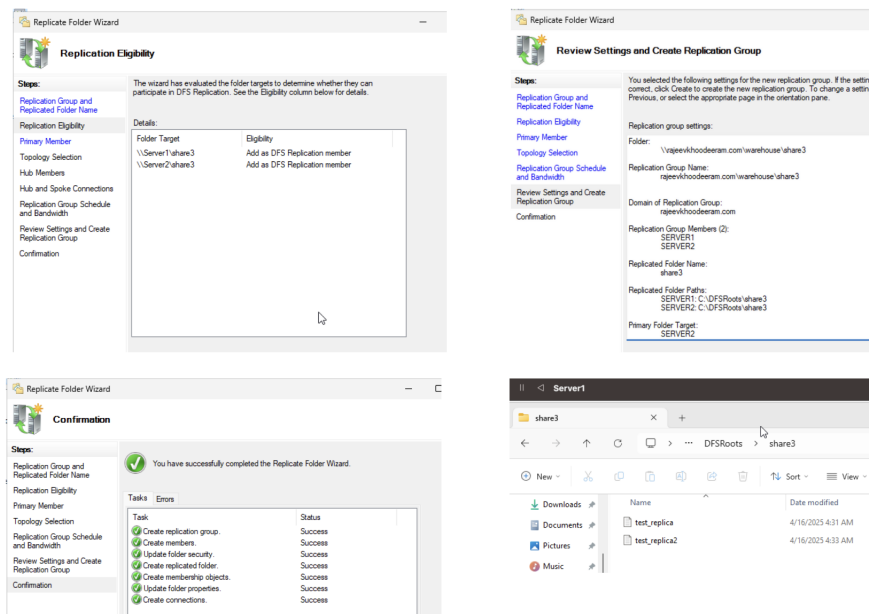 Replicate Folder Wizard
Replication Eligibility
Steps:
Replication Group and
Replicated Folder Name
Replication Eligibility
Primary Member
Topology Selection
Hub Members
Hub and Spoke Connections
Replication Group Schedule
and Bandwidth
Review Settings and Create
Replication Group
Confirmation
The wizard has evaluated the folder targets to determine whether they can
participate in DFS Replication. See the Eligibility column below for details.
Details:
Folder Target Eligibility
\\Server1\share3 Add as DFS Replication member
\\Server2\share3 Add as DFS Replication member
Replicate Folder Wizard
Review Settings and Create Replication Group
Steps:
Replication Group and
Replicated Folder Name
Replication Eligibility
Primary Member
Topology Selection
Replication Group Schedule
and Bandwidth
Review Settings and Create
Replication Group
Confirmation
You selected the following settings for the new replication group. If the settin
correct, click Create to create the new replication group. To change a settin
Previous, or select the appropriate page in the orientation pane.
Replication group settings:
Folder:
\\rajeevkhoodeeram.com\warehouse\share3
Replication Group Name:
rajeevkhoodeeram.com\warehouse\share3
Domain of Replication Group:
rajeevkhoodeeram.com
Replication Group Members (2):
SERVER1
SERVER2
Replicated Folder Name:
share3
Replicated Folder Paths:
SERVER1: C:\DFSRoots\share3
SERVER2: C:\DFSRoots\share3
Primary Folder Target:
SERVER2
Replicate Folder Wizard
Confirmation
Steps:
Replication Group and
Replicated Folder Name
Replication Eligibility
Primary Member
Topology Selection
Replication Group Schedule
and Bandwidth
Review Settings and Create
Replication Group
Confirmation
You have successfully completed the Replicate Folder Wizard.
Tasks Errors
Task Status
Create replication group. Success
Create members. Success
Update folder security. Success
Create replicated folder. Success
Create membership objects. Success
Update folder properties. Success
Create connections. Success
Server1
share3
DFSRoots > share3
New Sort View
Downloads
Documents
Pictures
Music
Name Date modified
test_replica 4/16/2025 4:31 AM
test_replica2 4/16/2025 4:33 AM